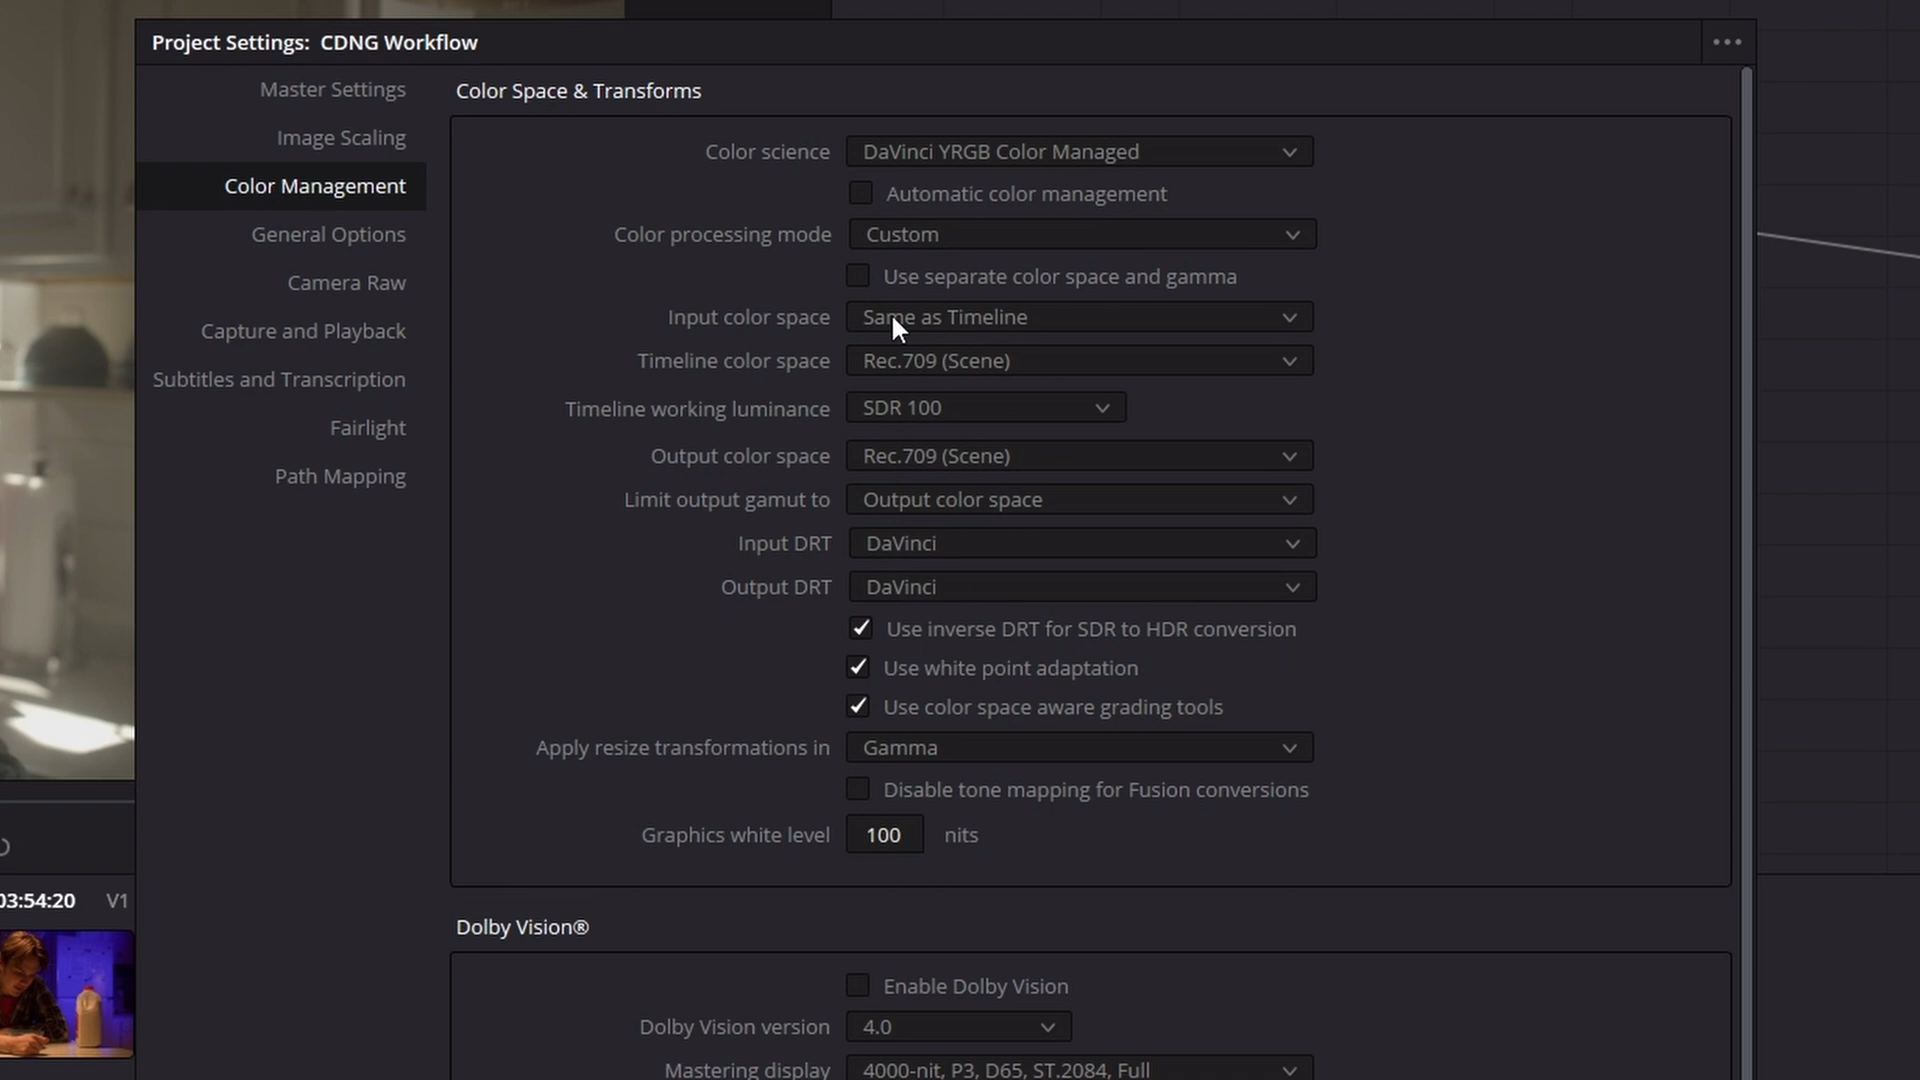 Project Settings: CDNG Workflow
Master Settings
Image Scaling
Color Management
General Options
Camera Raw
Capture and Playback
Subtitles and Transcription
Fairlight
Path Mapping
Color Space & Transforms
Color science DaVinci YRGB Color Managed
Automatic color management
Color processing mode Custom
Use separate color space and gamma
Input color space Same as Timeline
Timeline color space Rec.709 (Scene)
Timeline working luminance SDR 100
Output color space Rec.709 (Scene)
Limit output gamut to Output color space
Input DRT DaVinci
Output DRT DaVinci
Use inverse DRT for SDR to HDR conversion
Use white point adaptation
Use color space aware grading tools
Apply resize transformations in Gamma
Disable tone mapping for Fusion conversions
Graphics white level 100 nits
Dolby Vision®
Enable Dolby Vision
Dolby Vision version 4.0
Mastering display 4000-nit, P3, D65, ST.2084, Full
03:54:20 V1